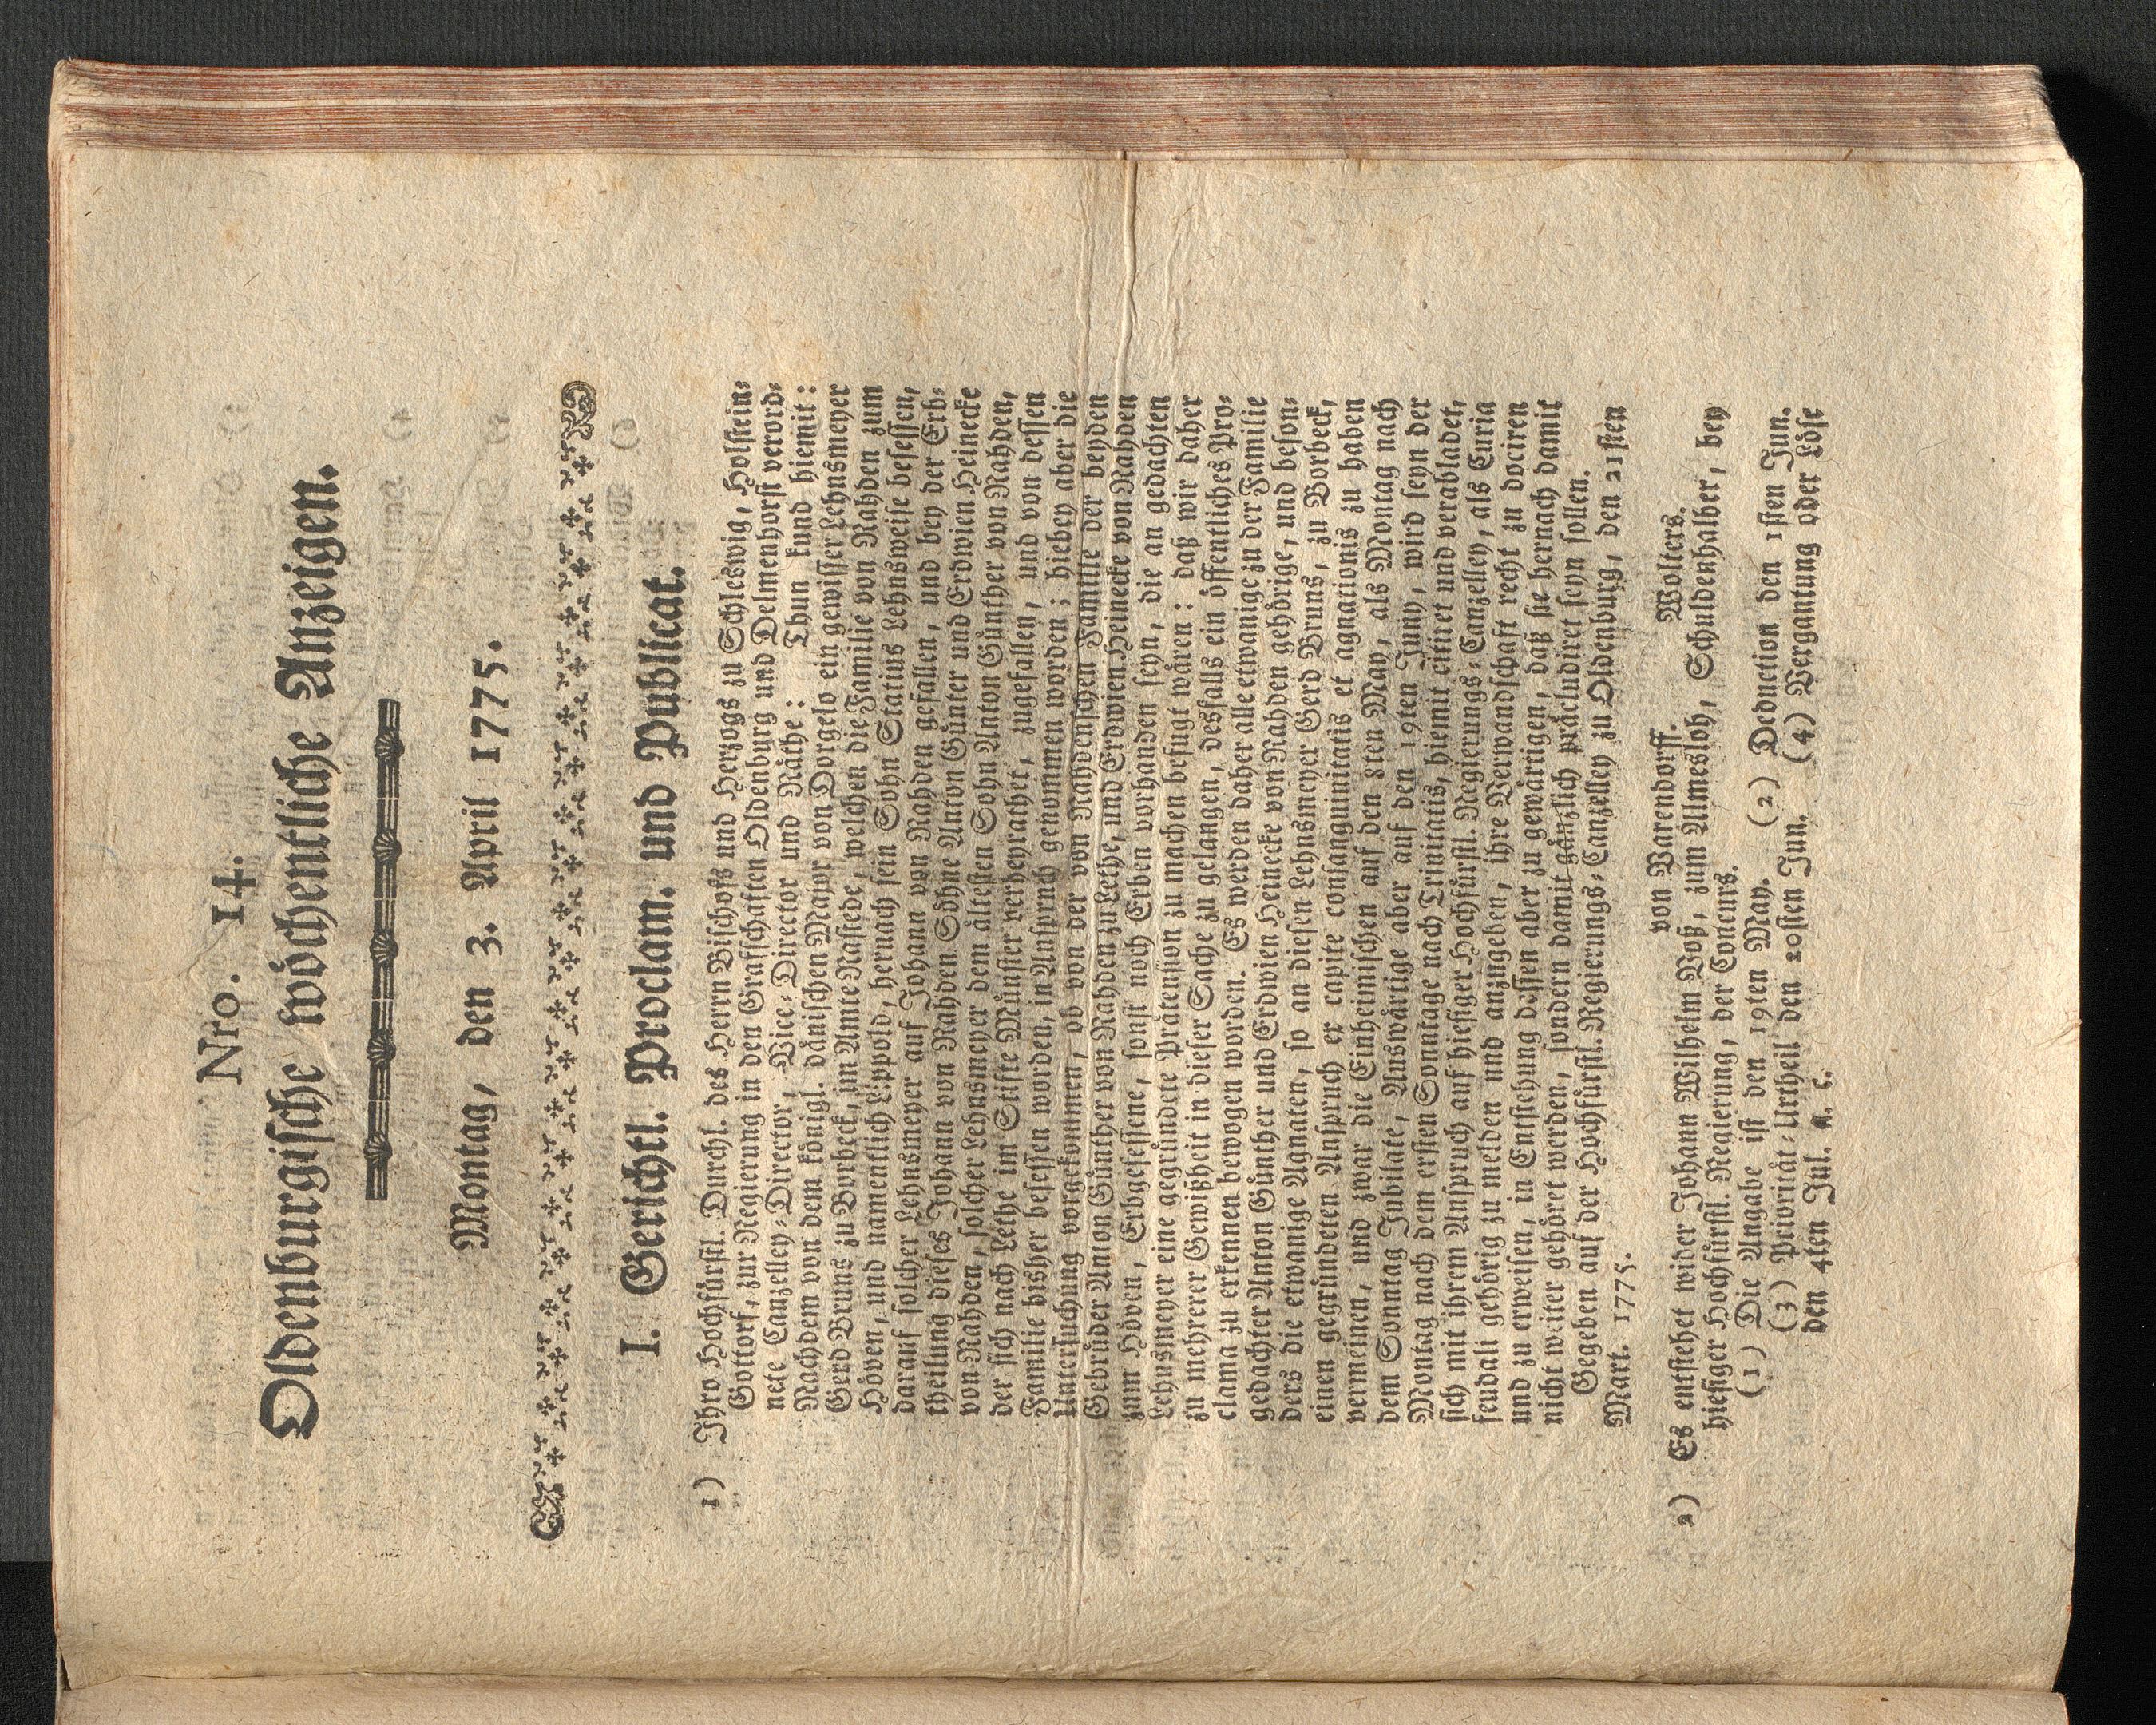 Nro. 14.
Oldenburgische wöchentliche Anzeigen.
Montag, den 3. April 1775.
I. Gerichtl. Proclam. und Publicat.
1) Ihro Hochfürstl. Durchl. des Herrn Bischofs und Herzogs zu Schleswig, Holstein-
Gottorf, zur Regierung in den Grafschaften Oldenburg und Delmenhorst verord-
nete Canzelley-Director, Vice-Director und Räthe: Thun kund hiemit:
Nachdem von dem königl. dänischen Major von Dorgelo ein gewisser Lehnsmeyer
Gerd Bruns zu Borbeck, im Amte Rastede, welchen die Familie von Rahden zum
Höven, und namentlich Lippold, hernach sein Sohn Statius Lehnsweise besessen,
darauf solcher Lehnsmeyer auf Johann von Rahden gefallen, und bey der Erb-
theilung dieses Johann von Rahden Söhne Anton Günter und Erdwien Heinecke
von Rahden, solcher Lehnsmeyer dem ältesten Sohn Anton Günther von Rahden,
der sich nach Lethe im Stifte Münster verheyrathet, zugefallen, und von dessen
Familie bisher besessen worden, in Anspruch genommen worden; hiebey aber die
Untersuchung vorgekommen, ob von der von Rahdenschen Familie der beyden
Gebrüder Anton Günther von Rahden zu Lethe, und Erdwien Heinecke von Rahden
zum Höven, Erbgesessene, sonst noch Erben vorhanden seyn, die an gedachten
Lehnsmeyer eine gegründete Prätension zu machen befugt wären: daß wir daher
zu mehrerer Gewißheit in dieser Sache zu gelangen, desfalls ein öffentliches Pro-
clama zu erkennen bewogen worden. Es werden daher alle etwanige zu der Familie
gedachter Anton Günther und Erdwien Heinecke von Rahden gehörige, und beson-
ders die etwanige Agnaten, so an diesen Lehnsmeyer Gerd Bruns, zu Borbeck,
einen gegründeten Anspruch ex capite consanguinitatis et agnationis zu haben
vermeinen, und zwar die Einheimischen auf den 8ten May, als Montag nach
dem Sonntag Jubilate, Auswärtige aber auf den 19ten Juny, wird seyn der
Montag nach dem ersten Sonntage nach Trinitatis, hiemit citiret und verabladet,
sich mit ihrem Anspruch auf hiesiger Hochfürstl. Regierungs-Canzelley, als Curia
feudali gehörig zu melden und anzugeben, ihre Verwandschaft recht zu dociren
und zu erweisen, in Entstehung dessen aber zu gewärtigen, daß sie hernach damit
nicht weiter gehöret werden, sondern damit gänzlich präcludiret seyn sollen.
Gegeben auf der Hochfürstl. Regierungs-Canzelley zu Oldenburg, den 21sten
Mart. 1775.
von Varendorff. Wolters.
2) Es entstehet wider Johann Wilhelm Voß, zum Allmesloh, Schuldenhalber, bey
hiesiger Hochfürstl. Regierung, der Concurs.
(1) Die Angabe ist den 19ten May. (2) Deduction den 1sten Jun.
(3) Priorität-Urtheil den 20sten Jun. (4) Vergantung oder Löse
den 4ten Jul. a. c.